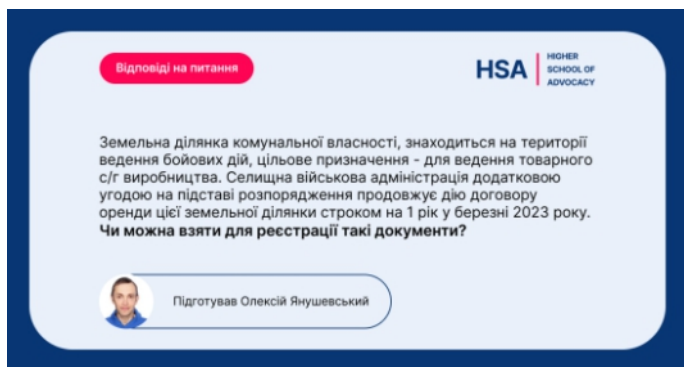 Відповіді на питання
HSA
HIGHER
SCHOOL OF
ADVOCACY
Земельна ділянка комунальної власності, знаходиться на території
ведення бойових дій, цільове призначення - для ведення товарного
с/г виробництва. Селищна військова адміністрація додатковою
угодою на підставі розпорядження продовжує дію договору
оренди цієї земельної ділянки строком на 1 рік у березні 2023 року.
Чи можна взяти для реєстрації такі документи?
Підготував Олексій Янушевський